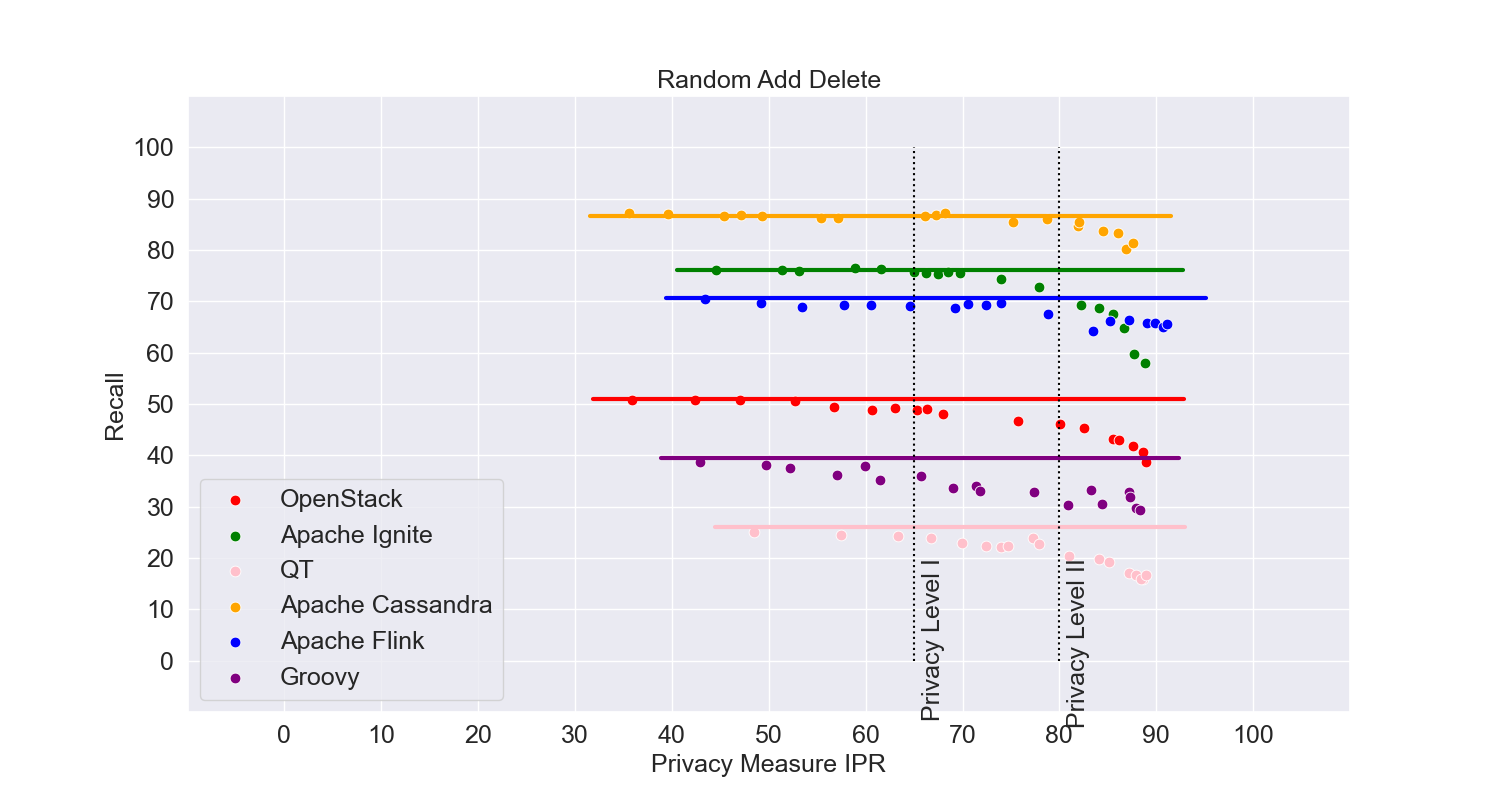 Random Add Delete
100
90
80
70
60
50
40
30
20
10
0
Recall
OpenStack
Apache Ignite
QT
Apache Cassandra
Apache Flink
Groovy
Privacy Level I
Privacy Level II
0 10 20 30 40 50 60 70 80 90 100
Privacy Measure IPR